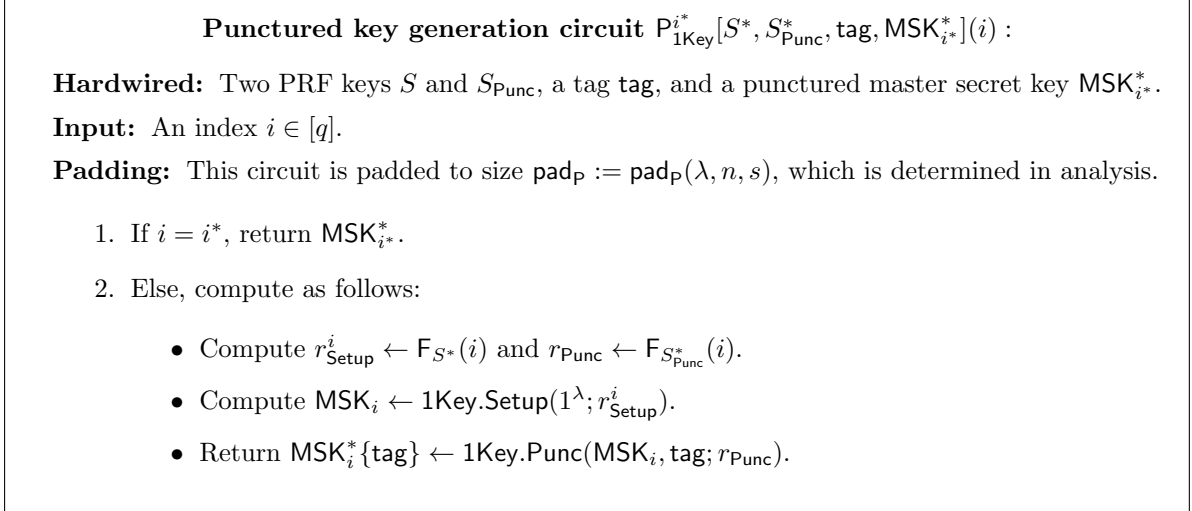 Punctured key generation circuit P^{i^*}_{1Key}[S^*, S^*_{Punc}, tag, MSK^*_{i^*}](i) :
Hardwired: Two PRF keys S and S_{Punc}, a tag tag, and a punctured master secret key MSK^*_{i^*}.
Input: An index i ∈ [q].
Padding: This circuit is padded to size pad_P := pad_P(λ, n, s), which is determined in analysis.
1. If i = i^*, return MSK^*_{i^*}.
2. Else, compute as follows:
• Compute r^i_{Setup} ← F_{S^*}(i) and r_{Punc} ← F_{S^*_{Punc}}(i).
• Compute MSK_i ← 1Key.Setup(1^λ; r^i_{Setup}).
• Return MSK^*_i{tag} ← 1Key.Punc(MSK_i, tag; r_{Punc}).